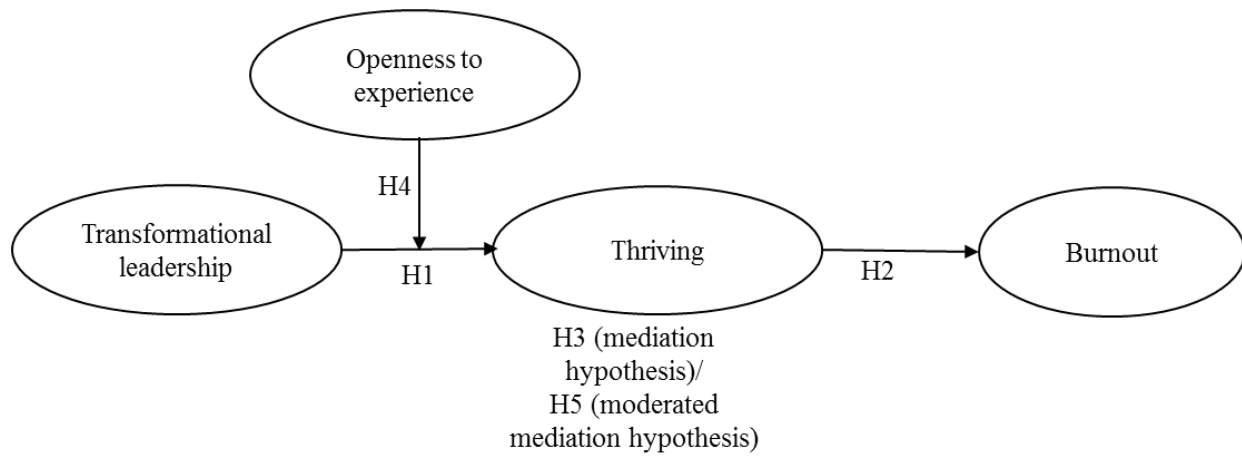 Openness to
experience
H4
Transformational
leadership
H1
Thriving
H2
Burnout
H3 (mediation
hypothesis)/
H5 (moderated
mediation hypothesis)